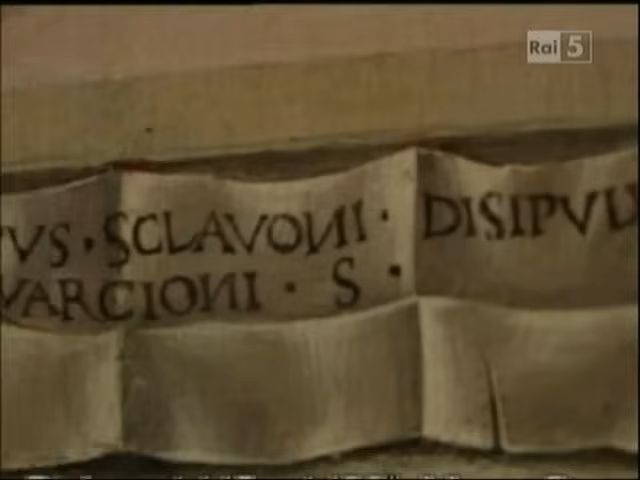 Rai 5
VS · SCLAVONI · DISIPVL
VARCIONI · S ·